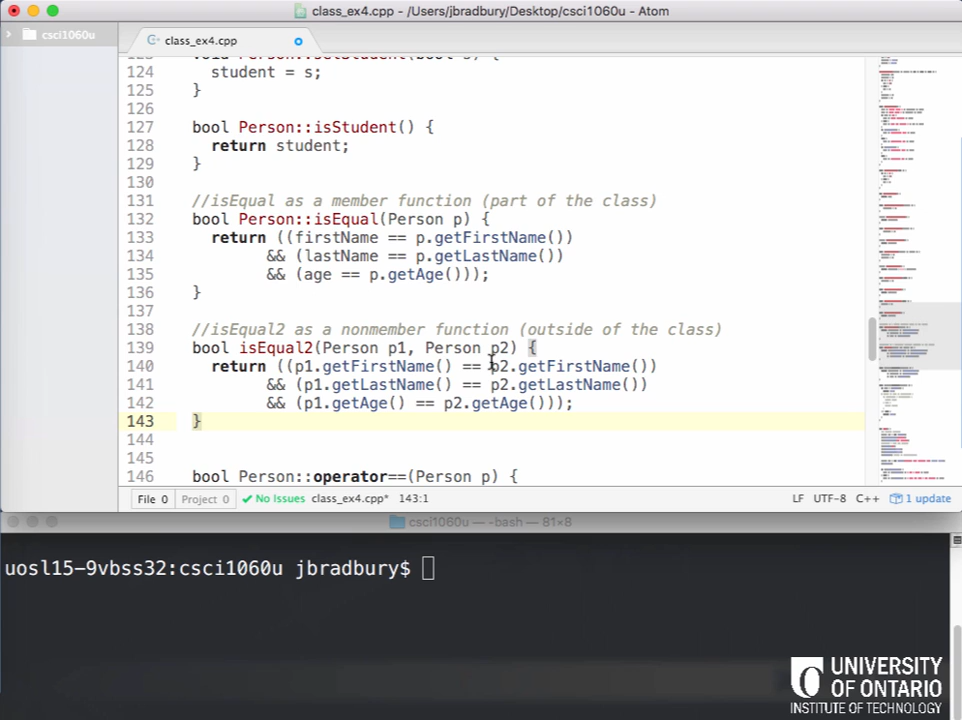 class_ex4.cpp - /Users/jbradbury/Desktop/csci1060u - Atom
csci1060u
class_ex4.cpp
124 student = s;
125 }
126
127 bool Person::isStudent() {
128 return student;
129 }
130
131 //isEqual as a member function (part of the class)
132 bool Person::isEqual(Person p) {
133 return ((firstName == p.getFirstName())
134 && (lastName == p.getLastName())
135 && (age == p.getAge()));
136 }
137
138 //isEqual2 as a nonmember function (outside of the class)
139 bool isEqual2(Person p1, Person p2) {
140 return ((p1.getFirstName() == p2.getFirstName())
141 && (p1.getLastName() == p2.getLastName())
142 && (p1.getAge() == p2.getAge()));
143 }
144
145
146 bool Person::operator==(Person p) {
File 0 Project 0 No Issues class_ex4.cpp* 143:1 LF UTF-8 C++ 1 update
csci1060u — -bash — 81×8
uosl15-9vbss32:csci1060u jbradbury$
UNIVERSITY
OF ONTARIO
INSTITUTE OF TECHNOLOGY